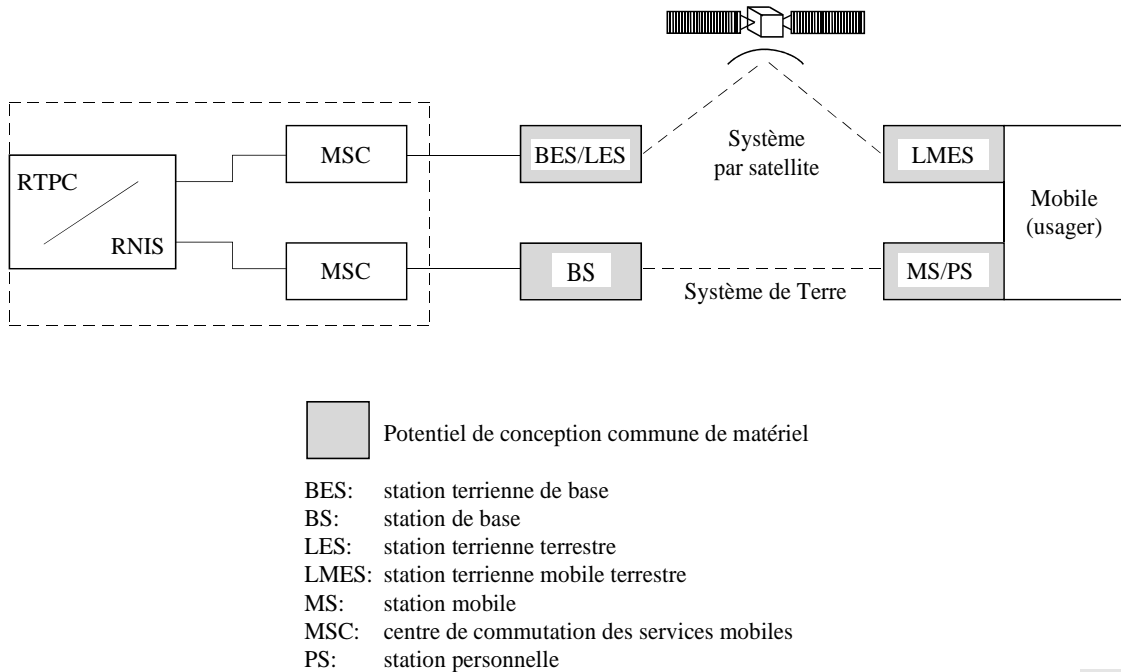 MSC
BES/LES
Système
par satellite
LMES
RTPC
RNIS
Mobile
(usager)
MSC
BS
Système de Terre
MS/PS
Potentiel de conception commune de matériel
BES: station terrienne de base
BS: station de base
LES: station terrienne terrestre
LMES: station terrienne mobile terrestre
MS: station mobile
MSC: centre de commutation des services mobiles
PS: station personnelle